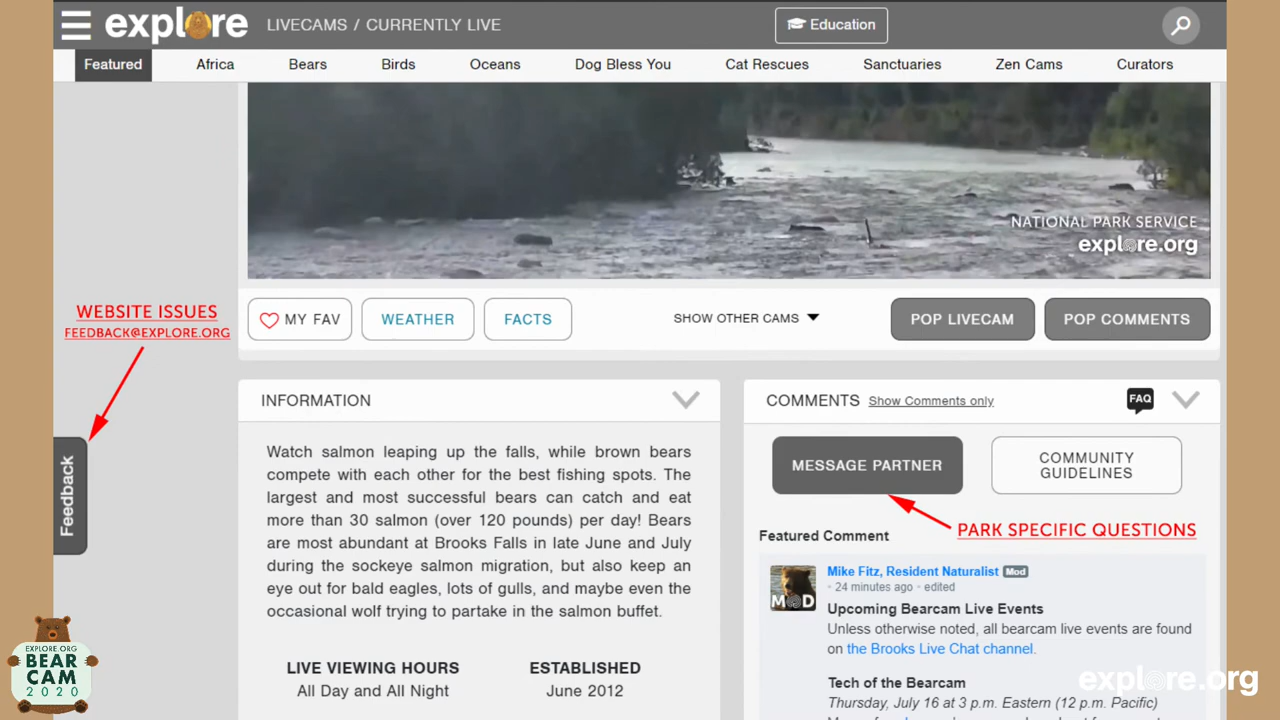 explore LIVECAMS / CURRENTLY LIVE
Education
Featured Africa Bears Birds Oceans Dog Bless You Cat Rescues Sanctuaries Zen Cams Curators
NATIONAL PARK SERVICE
explore.org
WEBSITE ISSUES
FEEDBACK@EXPLORE.ORG
Feedback
MY FAV WEATHER FACTS SHOW OTHER CAMS POP LIVECAM POP COMMENTS
INFORMATION
Watch salmon leaping up the falls, while brown bears
compete with each other for the best fishing spots. The
largest and most successful bears can catch and eat
more than 30 salmon (over 120 pounds) per day! Bears
are most abundant at Brooks Falls in late June and July
during the sockeye salmon migration, but also keep an
eye out for bald eagles, lots of gulls, and maybe even the
occasional wolf trying to partake in the salmon buffet.
LIVE VIEWING HOURS
All Day and All Night
ESTABLISHED
June 2012
COMMENTS Show Comments only FAQ
MESSAGE PARTNER
COMMUNITY
GUIDELINES
PARK SPECIFIC QUESTIONS
Featured Comment
MOD
Mike Fitz, Resident Naturalist Mod
24 minutes ago · edited
Upcoming Bearcam Live Events
Unless otherwise noted, all bearcam live events are found
on the Brooks Live Chat channel.
Tech of the Bearcam
Thursday, July 16 at 3 p.m. Eastern (12 p.m. Pacific)
EXPLORE.ORG
BEAR
CAM
2020
explore.org